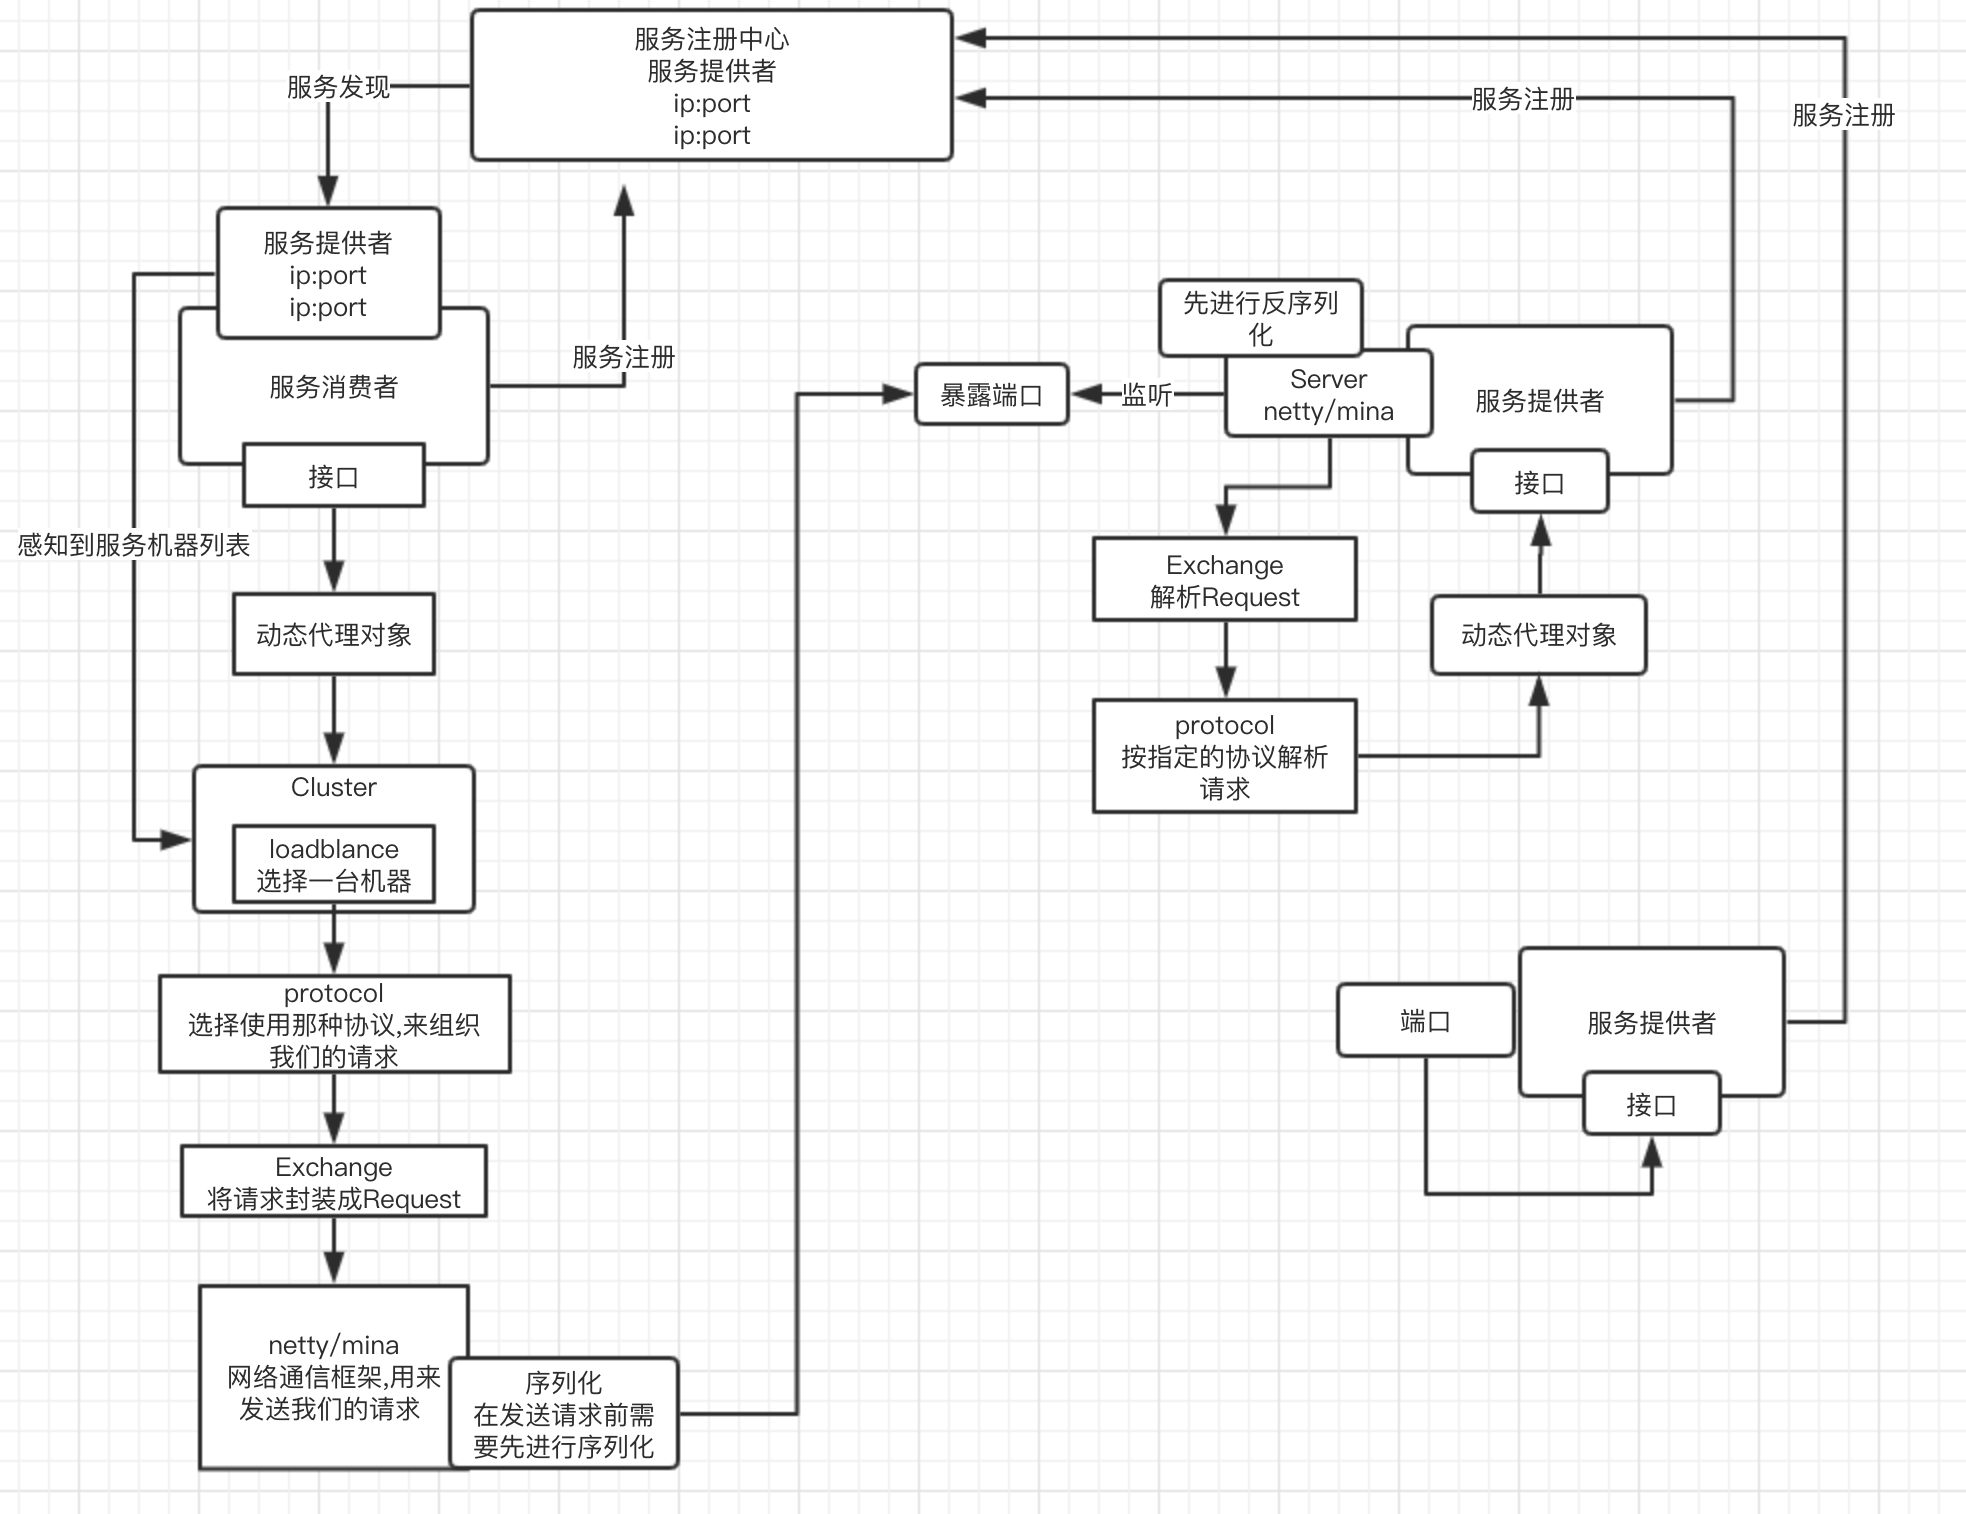 服务注册中心
服务提供者
ip:port
ip:port
服务发现
服务注册
服务注册
服务提供者
ip:port
ip:port
服务消费者
服务注册
接口
感知到服务机器列表
动态代理对象
Cluster
loadblance
选择一台机器
protocol
选择使用那种协议,来组织
我们的请求
Exchange
将请求封装成Request
netty/mina
网络通信框架,用来
发送我们的请求
序列化
在发送请求前需
要先进行序列化
暴露端口
监听
先进行反序列
化
Server
netty/mina
服务提供者
接口
Exchange
解析Request
protocol
按指定的协议解析
请求
动态代理对象
端口
服务提供者
接口